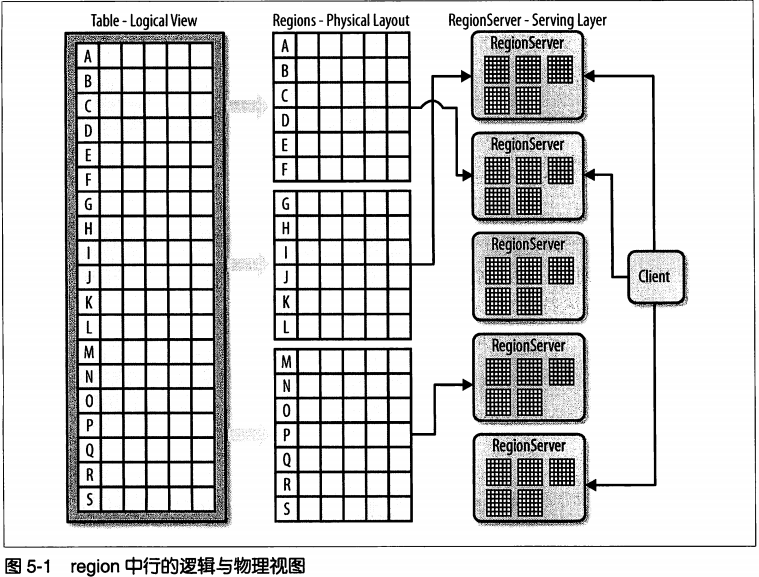 Table - Logical View
A
B
C
D
E
F
G
H
I
J
K
L
M
N
O
P
Q
R
S
Regions - Physical Layout
A
B
C
D
E
F
G
H
I
J
K
L
M
N
O
P
Q
R
S
RegionServer - Serving Layer
RegionServer
RegionServer
RegionServer
RegionServer
RegionServer
Client
图 5-1 region 中行的逻辑与物理视图